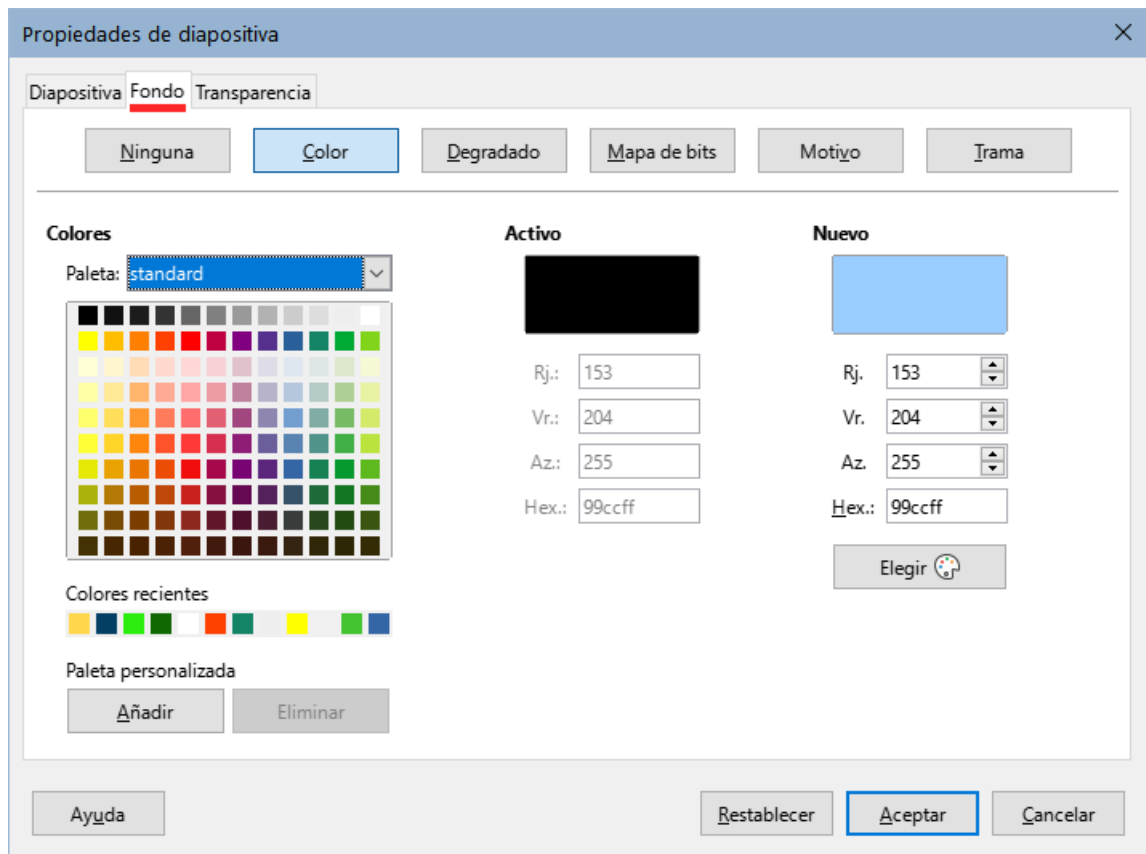 Propiedades de diapositiva
Diapositiva Fondo Transparencia
Ninguna Color Degradado Mapa de bits Motivo Trama
Colores Activo Nuevo
Paleta: standard
Rj.: 153 Rj. 153
Vr.: 204 Vr. 204
Az.: 255 Az. 255
Hex.: 99ccff Hex.: 99ccff
Elegir
Colores recientes
Paleta personalizada
Añadir Eliminar
Ayuda Restablecer Aceptar Cancelar